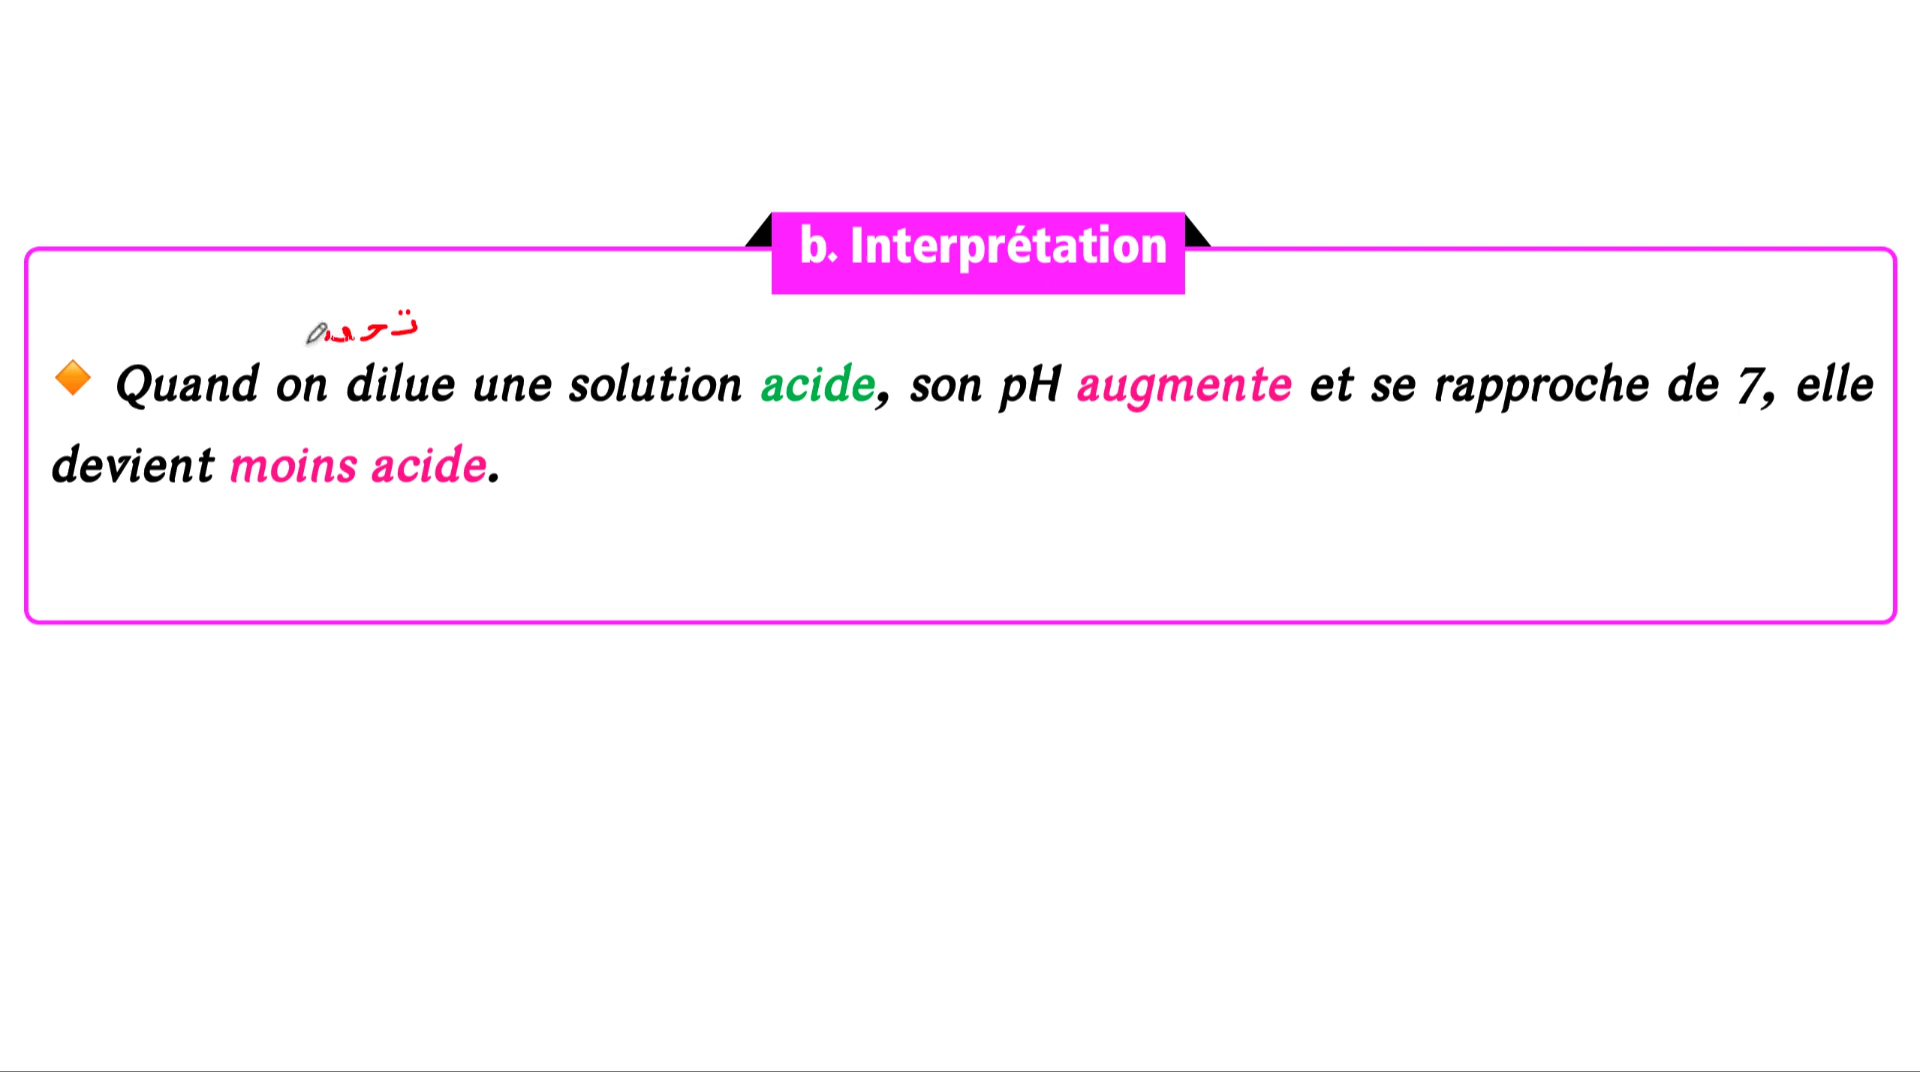 b. Interprétation
Quand on dilue une solution acide, son pH augmente et se rapproche de 7, elle
devient moins acide.